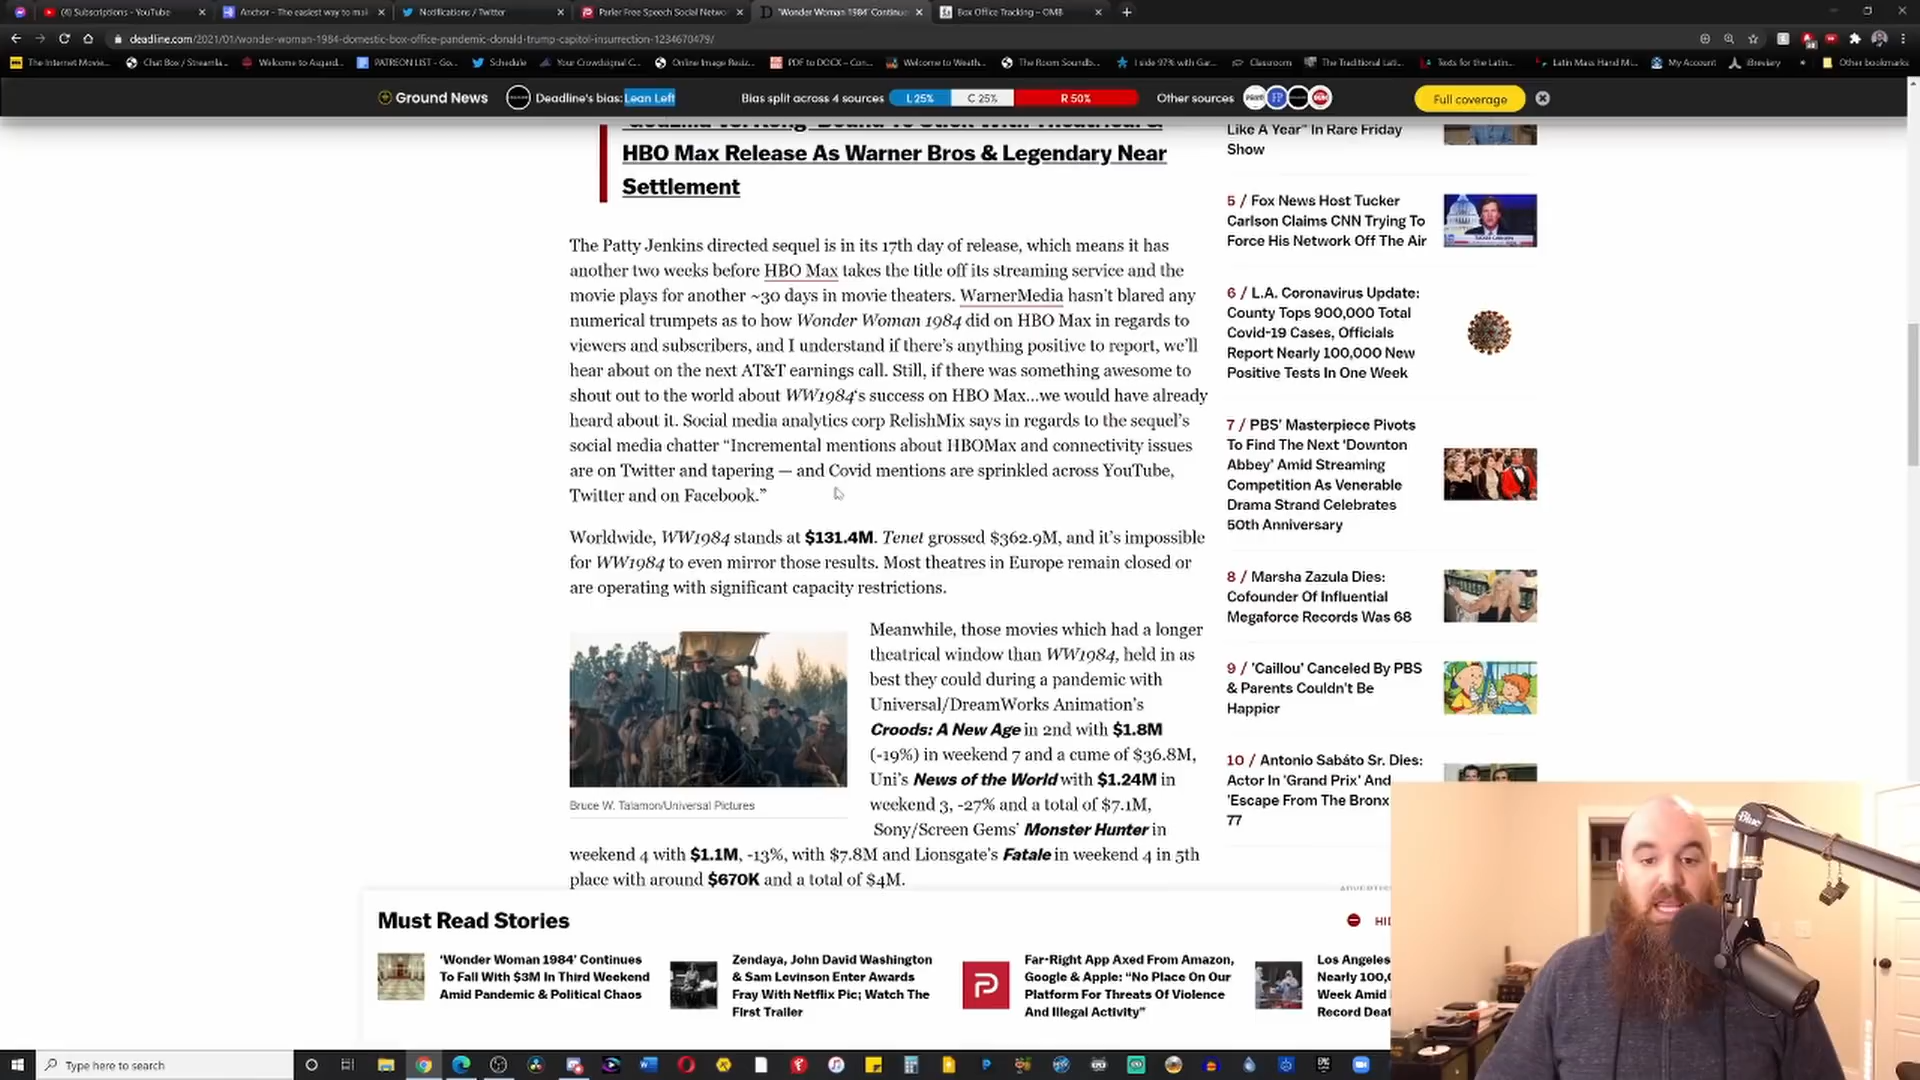 (6) Subscriptions - YouTube
Anchor - The easiest way to mai
Notifications / Twitter
Parler Free Speech Social Netwo
'Wonder Woman 1984' Continue
Box Office Tracking – OMB
deadline.com/2021/01/wonder-woman-1984-domestic-box-office-pandemic-donald-trump-capitol-insurrection-1234670479/
The Internet Movie...
Chat Box / Streamla...
Welcome to Asgard...
PATREON LIST - Go...
Schedule
Your Crowdsignal C...
Online Image Resiz...
PDF to DOCX – Con...
Welcome to Weath...
The Room Soundb...
I side 97% with Gar...
Classroom
The Traditional Lati...
Texts for the Latin...
Latin Mass Hand M...
My Account
iBreviary
Other bookmarks
Ground News
Deadline's bias: Lean Left
Bias split across 4 sources
L 25%
C 25%
R 50%
Other sources
Full coverage
'Godzilla Vs. Kong' Bound To Stick With Theatrical &
HBO Max Release As Warner Bros & Legendary Near
Settlement
The Patty Jenkins directed sequel is in its 17th day of release, which means it has
another two weeks before HBO Max takes the title off its streaming service and the
movie plays for another ~30 days in movie theaters. WarnerMedia hasn't blared any
numerical trumpets as to how Wonder Woman 1984 did on HBO Max in regards to
viewers and subscribers, and I understand if there's anything positive to report, we'll
hear about on the next AT&T earnings call. Still, if there was something awesome to
shout out to the world about WW1984's success on HBO Max...we would have already
heard about it. Social media analytics corp RelishMix says in regards to the sequel's
social media chatter “Incremental mentions about HBOMax and connectivity issues
are on Twitter and tapering — and Covid mentions are sprinkled across YouTube,
Twitter and on Facebook.”
Worldwide, WW1984 stands at $131.4M. Tenet grossed $362.9M, and it's impossible
for WW1984 to even mirror those results. Most theatres in Europe remain closed or
are operating with significant capacity restrictions.
Meanwhile, those movies which had a longer
theatrical window than WW1984, held in as
best they could during a pandemic with
Universal/DreamWorks Animation's
Croods: A New Age in 2nd with $1.8M
(-19%) in weekend 7 and a cume of $36.8M,
Uni's News of the World with $1.24M in
weekend 3, -27% and a total of $7.1M,
Sony/Screen Gems' Monster Hunter in
weekend 4 with $1.1M, -13%, with $7.8M and Lionsgate's Fatale in weekend 4 in 5th
place with around $670K and a total of $4M.
Bruce W. Talamon/Universal Pictures
Like A Year" In Rare Friday
Show
5 / Fox News Host Tucker
Carlson Claims CNN Trying To
Force His Network Off The Air
6 / L.A. Coronavirus Update:
County Tops 900,000 Total
Covid-19 Cases, Officials
Report Nearly 100,000 New
Positive Tests In One Week
7 / PBS' Masterpiece Pivots
To Find The Next 'Downton
Abbey' Amid Streaming
Competition As Venerable
Drama Strand Celebrates
50th Anniversary
8 / Marsha Zazula Dies:
Cofounder Of Influential
Megaforce Records Was 68
9 / 'Caillou' Canceled By PBS
& Parents Couldn't Be
Happier
10 / Antonio Sabáto Sr. Dies:
Actor In 'Grand Prix' And
'Escape From The Bronx
77
Must Read Stories
'Wonder Woman 1984' Continues
To Fall With $3M In Third Weekend
Amid Pandemic & Political Chaos
Zendaya, John David Washington
& Sam Levinson Enter Awards
Fray With Netflix Pic; Watch The
First Trailer
Far-Right App Axed From Amazon,
Google & Apple: “No Place On Our
Platform For Threats Of Violence
And Illegal Activity”
Los Angeles
Nearly 100,0
Week Amid
Record Deat
Blue
Type here to search